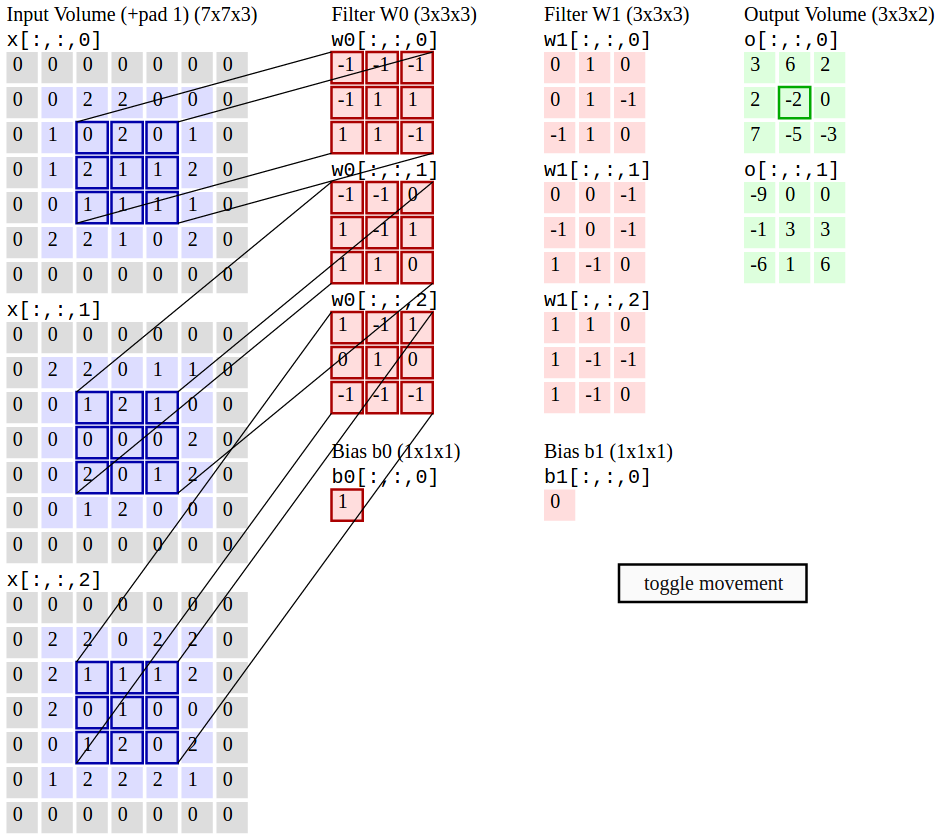 Input Volume (+pad 1) (7x7x3)
x[:,:,0]
0 0 0 0 0 0 0
0 0 2 2 0 0 0
0 1 0 2 0 1 0
0 1 2 1 1 2 0
0 0 1 1 1 1 0
0 2 2 1 0 2 0
0 0 0 0 0 0 0
x[:,:,1]
0 0 0 0 0 0 0
0 2 2 0 1 1 0
0 0 1 2 1 0 0
0 0 0 0 0 2 0
0 0 2 0 1 2 0
0 0 1 2 0 0 0
0 0 0 0 0 0 0
x[:,:,2]
0 0 0 0 0 0 0
0 2 2 0 2 2 0
0 2 1 1 1 2 0
0 2 0 1 0 0 0
0 0 1 2 0 2 0
0 1 2 2 2 1 0
0 0 0 0 0 0 0
Filter W0 (3x3x3)
w0[:,:,0]
-1 -1 -1
-1 1 1
1 1 -1
w0[:,:,1]
-1 -1 0
1 -1 1
1 1 0
w0[:,:,2]
1 -1 1
0 1 0
-1 -1 -1
Bias b0 (1x1x1)
b0[:,:,0]
1
Filter W1 (3x3x3)
w1[:,:,0]
0 1 0
0 1 -1
-1 1 0
w1[:,:,1]
0 0 -1
-1 0 -1
1 -1 0
w1[:,:,2]
1 1 0
1 -1 -1
1 -1 0
Bias b1 (1x1x1)
b1[:,:,0]
0
Output Volume (3x3x2)
o[:,:,0]
3 6 2
2 -2 0
7 -5 -3
o[:,:,1]
-9 0 0
-1 3 3
-6 1 6
toggle movement